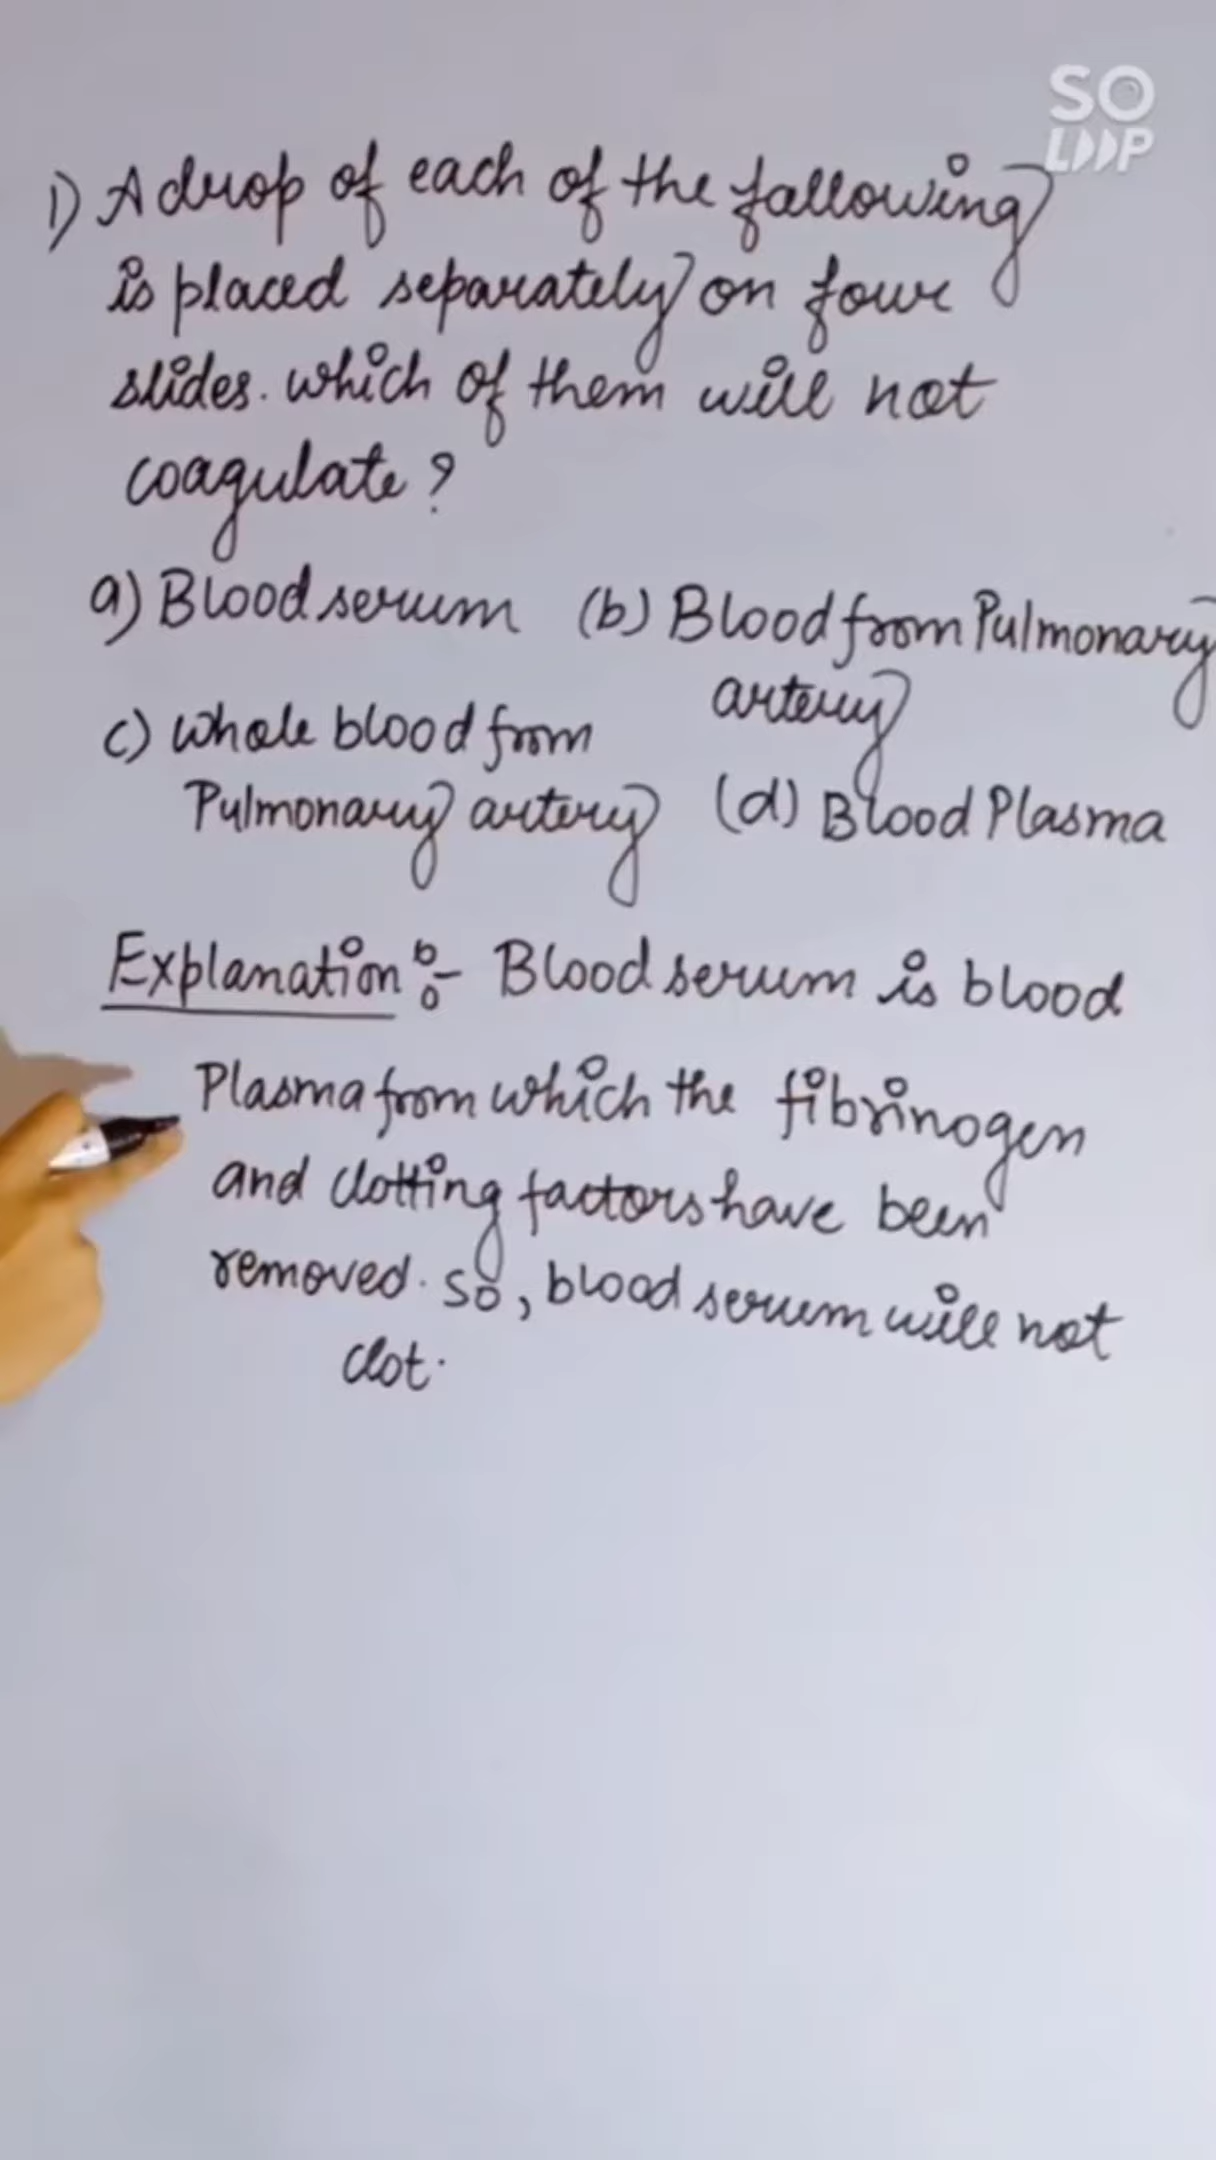 SO
LOOP
1) A drop of each of the fallowing
is placed separately on four
slides. which of them will not
coagulate ?
a) Blood serum (b) Blood from Pulmonary
artery
c) whole blood from
Pulmonary artery (d) Blood Plasma
Explanation :- Blood serum is blood
Plasma from which the fibrinogen
and clotting factors have been
removed. So, blood serum will not
clot.